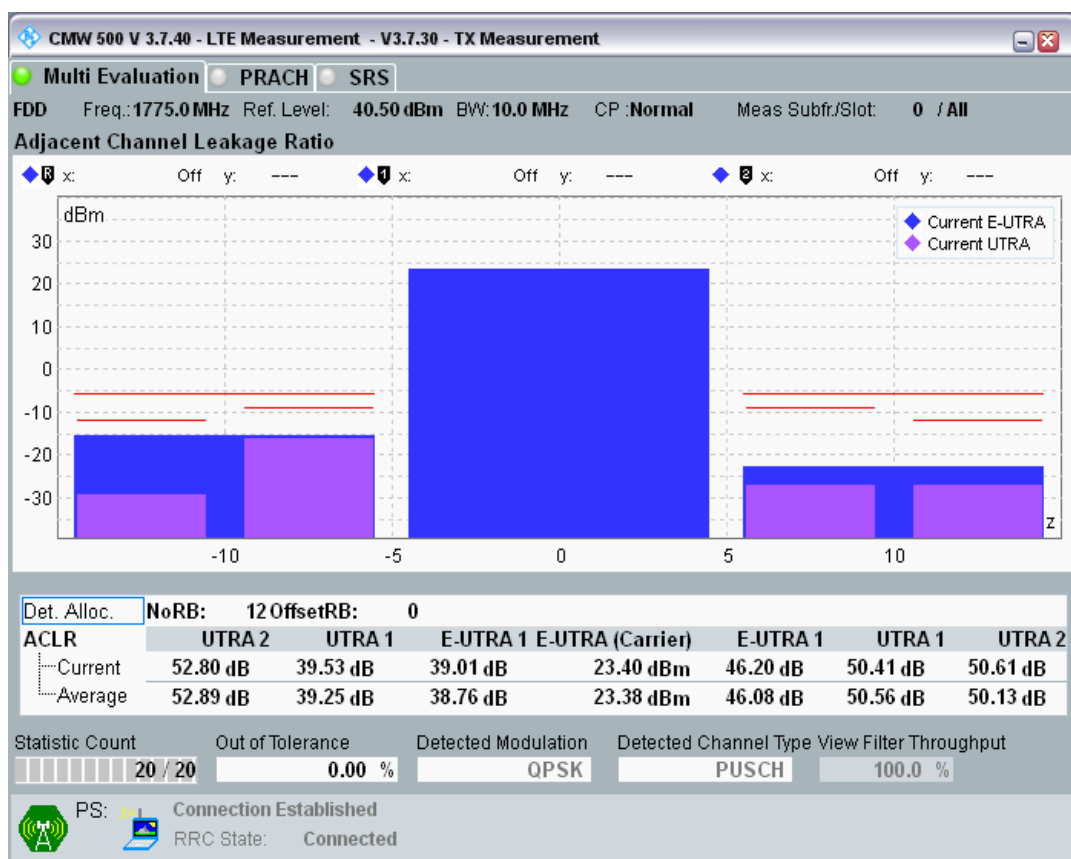 CMW 500 V 3.7.40 - LTE Measurement - V3.7.30 - TX Measurement
Multi Evaluation PRACH SRS
FDD Freq.: 1775.0 MHz Ref. Level: 40.50 dBm BW: 10.0 MHz CP :Normal Meas Subfr./Slot: 0 / All
Adjacent Channel Leakage Ratio
R x: Off y: --- 1 x: Off y: --- 2 x: Off y: ---
dBm
Current E-UTRA
Current UTRA
30
20
10
0
-10
-20
-30
z
-10 -5 0 5 10
Det. Alloc. NoRB: 12 OffsetRB: 0
ACLR UTRA 2 UTRA 1 E-UTRA 1 E-UTRA (Carrier) E-UTRA 1 UTRA 1 UTRA 2
Current 52.80 dB 39.53 dB 39.01 dB 23.40 dBm 46.20 dB 50.41 dB 50.61 dB
Average 52.89 dB 39.25 dB 38.76 dB 23.38 dBm 46.08 dB 50.56 dB 50.13 dB
Statistic Count Out of Tolerance Detected Modulation Detected Channel Type View Filter Throughput
20 / 20 0.00 % QPSK PUSCH 100.0 %
PS: Connection Established
RRC State: Connected